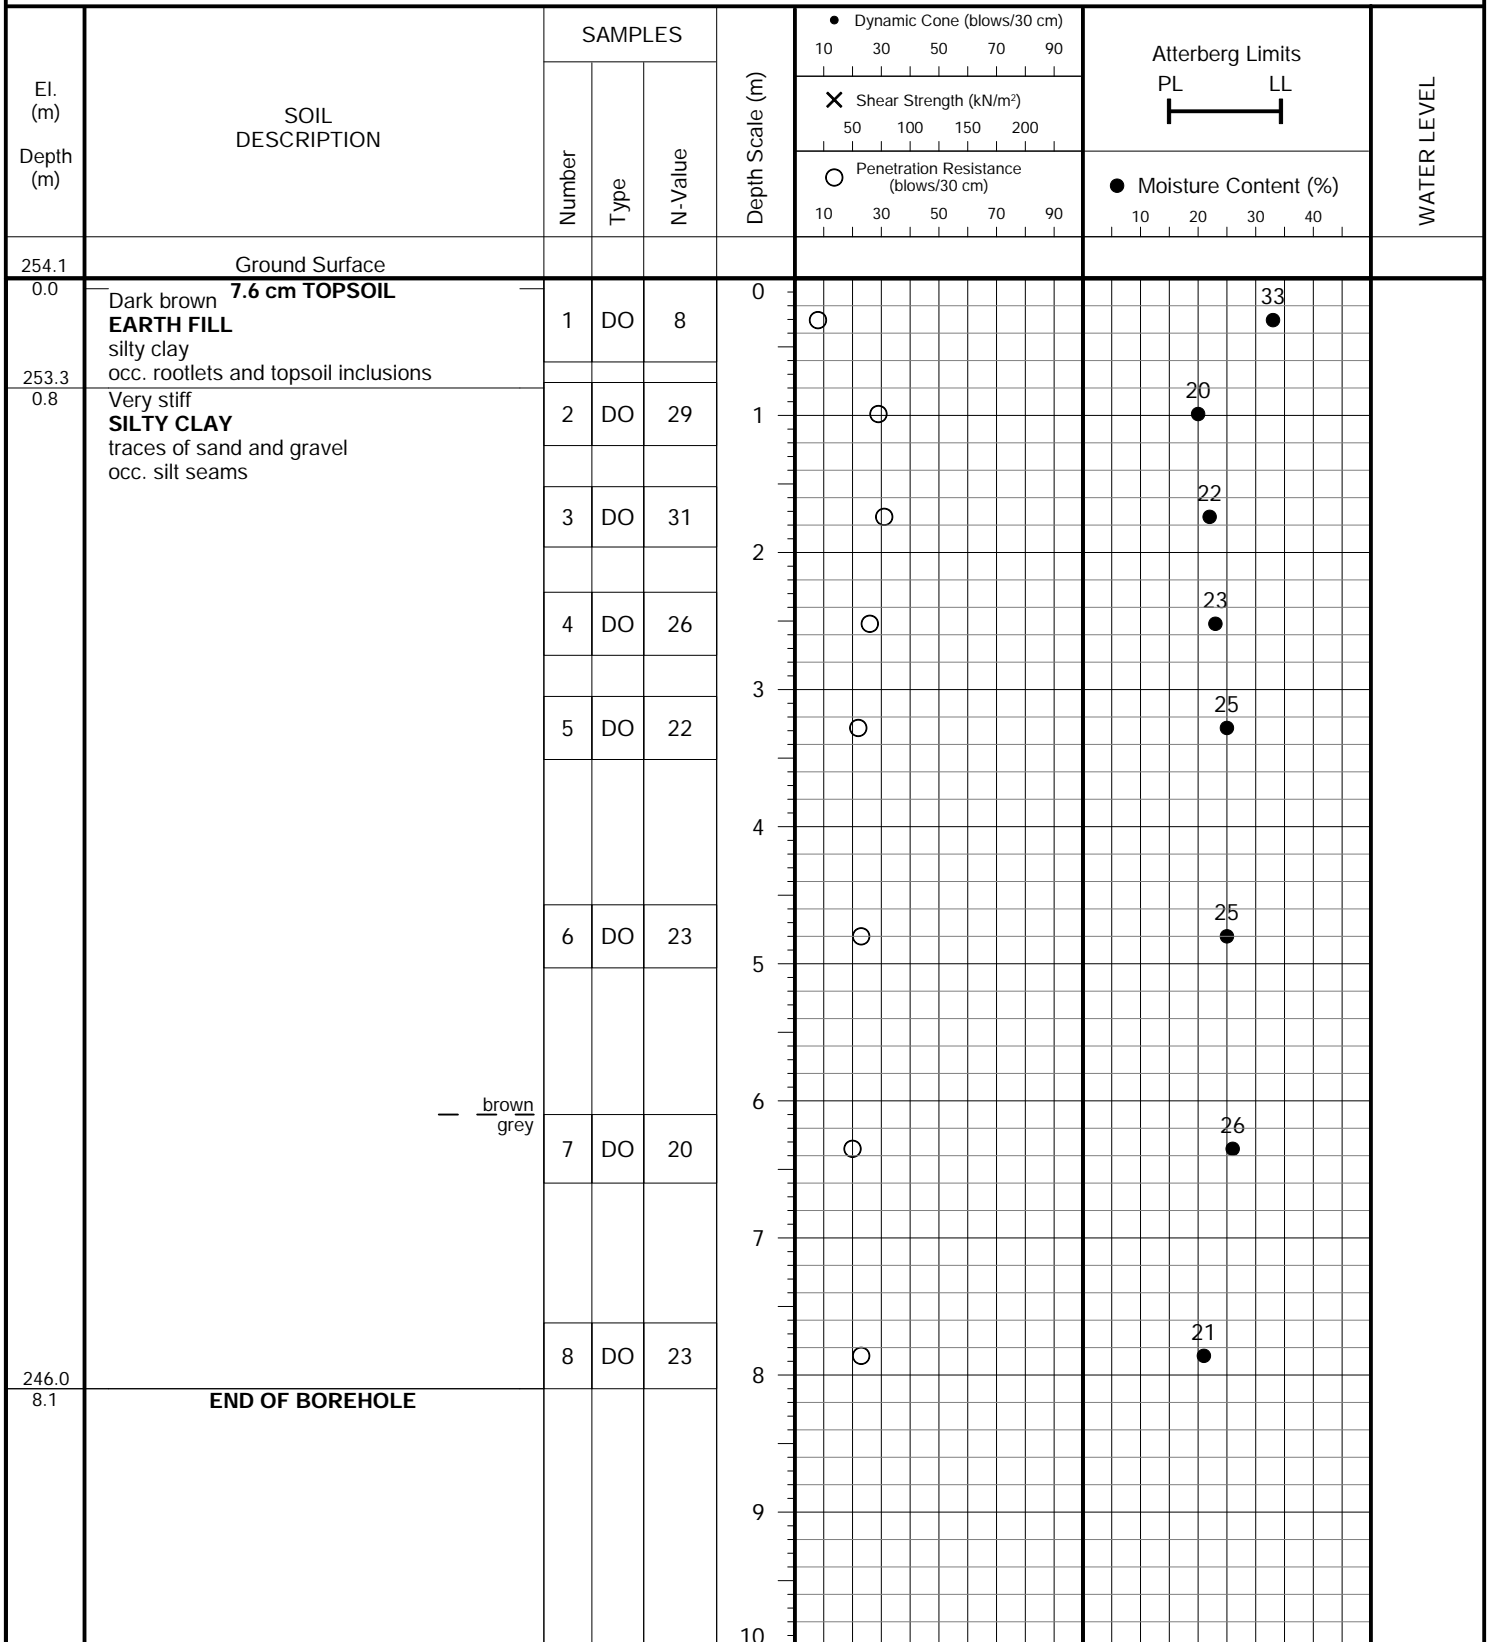 El.
(m)
Depth
(m)
SOIL
DESCRIPTION
SAMPLES
Number
Type
N-Value
Depth Scale (m)
Dynamic Cone (blows/30 cm)
10 30 50 70 90
Shear Strength (kN/m²)
50 100 150 200
Penetration Resistance
(blows/30 cm)
10 30 50 70 90
Atterberg Limits
PL LL
Moisture Content (%)
10 20 30 40
WATER LEVEL
254.1 Ground Surface
0.0 7.6 cm TOPSOIL 0
Dark brown
EARTH FILL
silty clay
occ. rootlets and topsoil inclusions
1 DO 8 33
253.3
0.8 Very stiff
SILTY CLAY
traces of sand and gravel
occ. silt seams
2 DO 29 1 20
3 DO 31 22
2
4 DO 26 23
3
5 DO 22 25
4
6 DO 23 25
5
6
brown
grey
7 DO 20 26
7
8 DO 23 21
8
246.0
8.1 END OF BOREHOLE
9
10